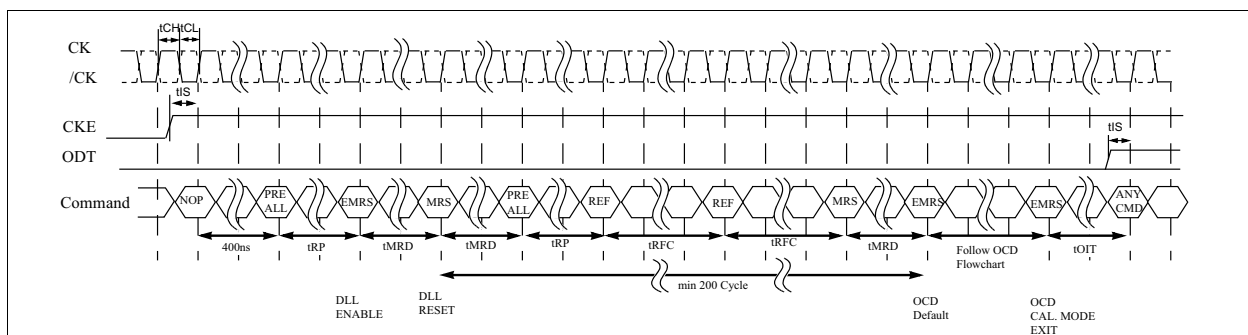 tCH tCL
CK
/CK
tIS
CKE
tIS
ODT
Command
NOP
PRE
ALL
EMRS
MRS
PRE
ALL
REF
REF
MRS
EMRS
EMRS
ANY
CMD
400ns
tRP
tMRD
tMRD
tRP
tRFC
tRFC
tMRD
Follow OCD
Flowchart
tOIT
min 200 Cycle
DLL
ENABLE
DLL
RESET
OCD
Default
OCD
CAL. MODE
EXIT